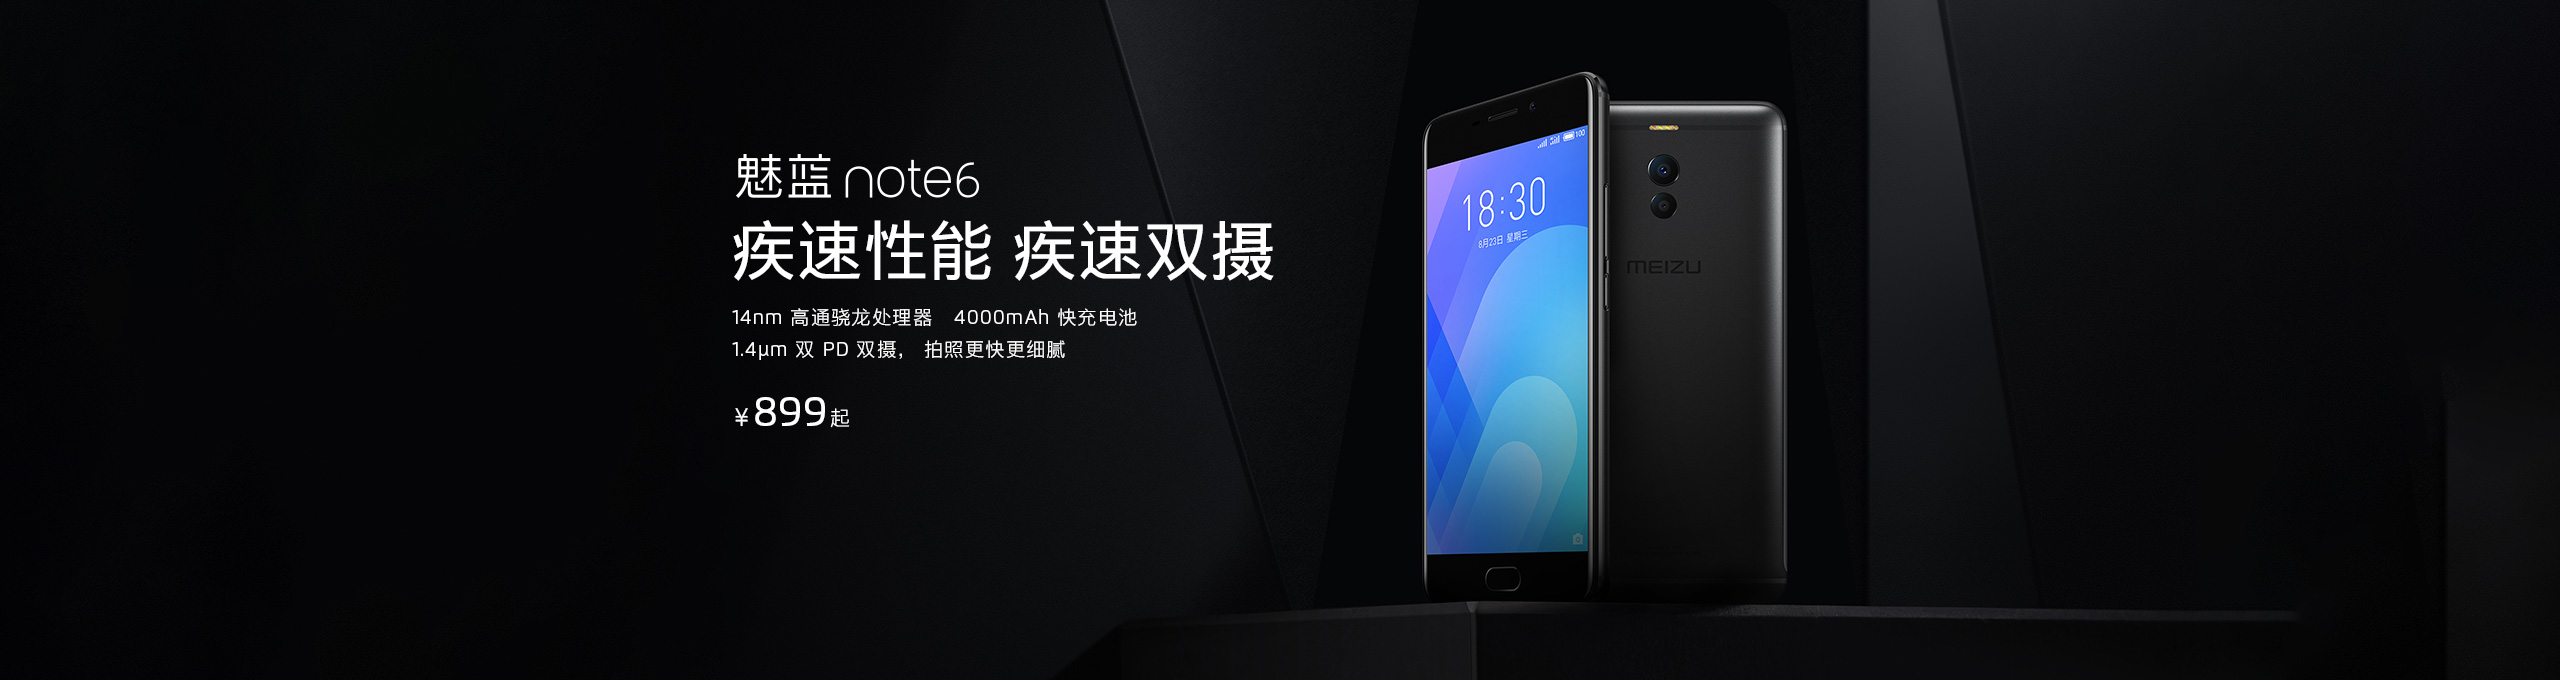 魅蓝 note6
疾速性能 疾速双摄
14nm 高通骁龙处理器 4000mAh 快充电池
1.4μm 双 PD 双摄， 拍照更快更细腻
¥899起
100
18:30
8月23日 星期三
MEIZU